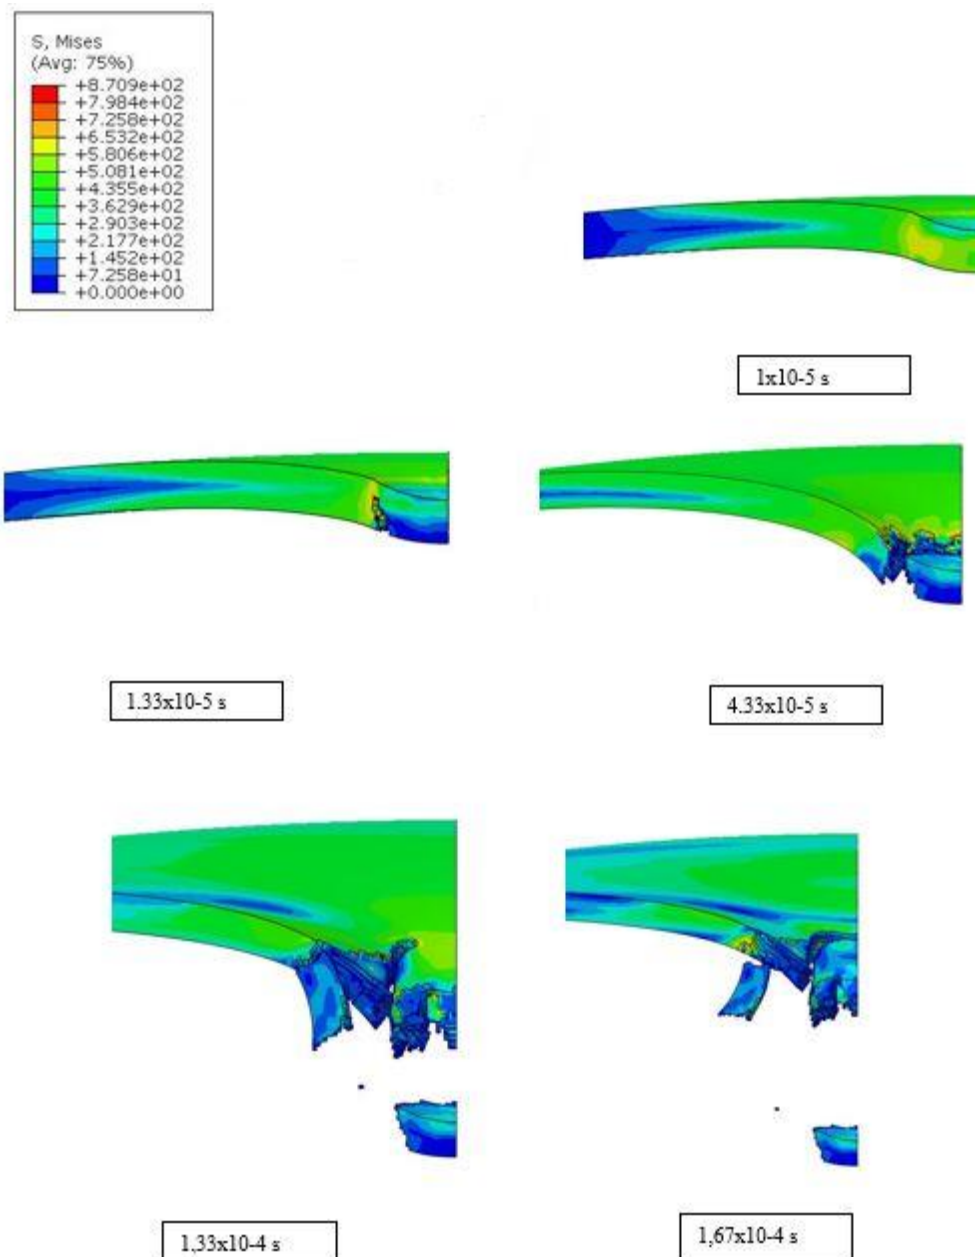 S, Mises
(Avg: 75%)
+8.709e+02
+7.984e+02
+7.258e+02
+6.532e+02
+5.806e+02
+5.081e+02
+4.355e+02
+3.629e+02
+2.903e+02
+2.177e+02
+1.452e+02
+7.258e+01
+0.000e+00
1x10-5 s
1.33x10-5 s
4.33x10-5 s
1,33x10-4 s
1,67x10-4 s